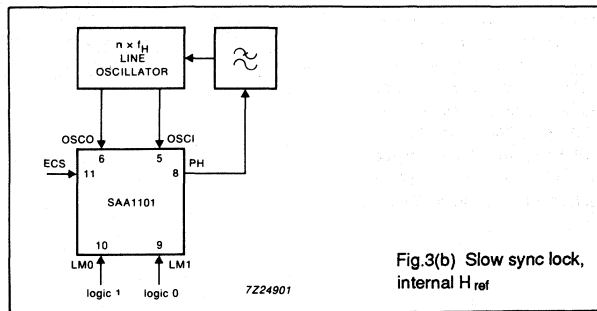 n x fH
LINE
OSCILLATOR
OSCO
OSCI
6
5
ECS
11
8
PH
SAA1101
10
9
LM0
LM1
logic 1
logic 0
7Z24901
Fig.3(b) Slow sync lock,
internal Href